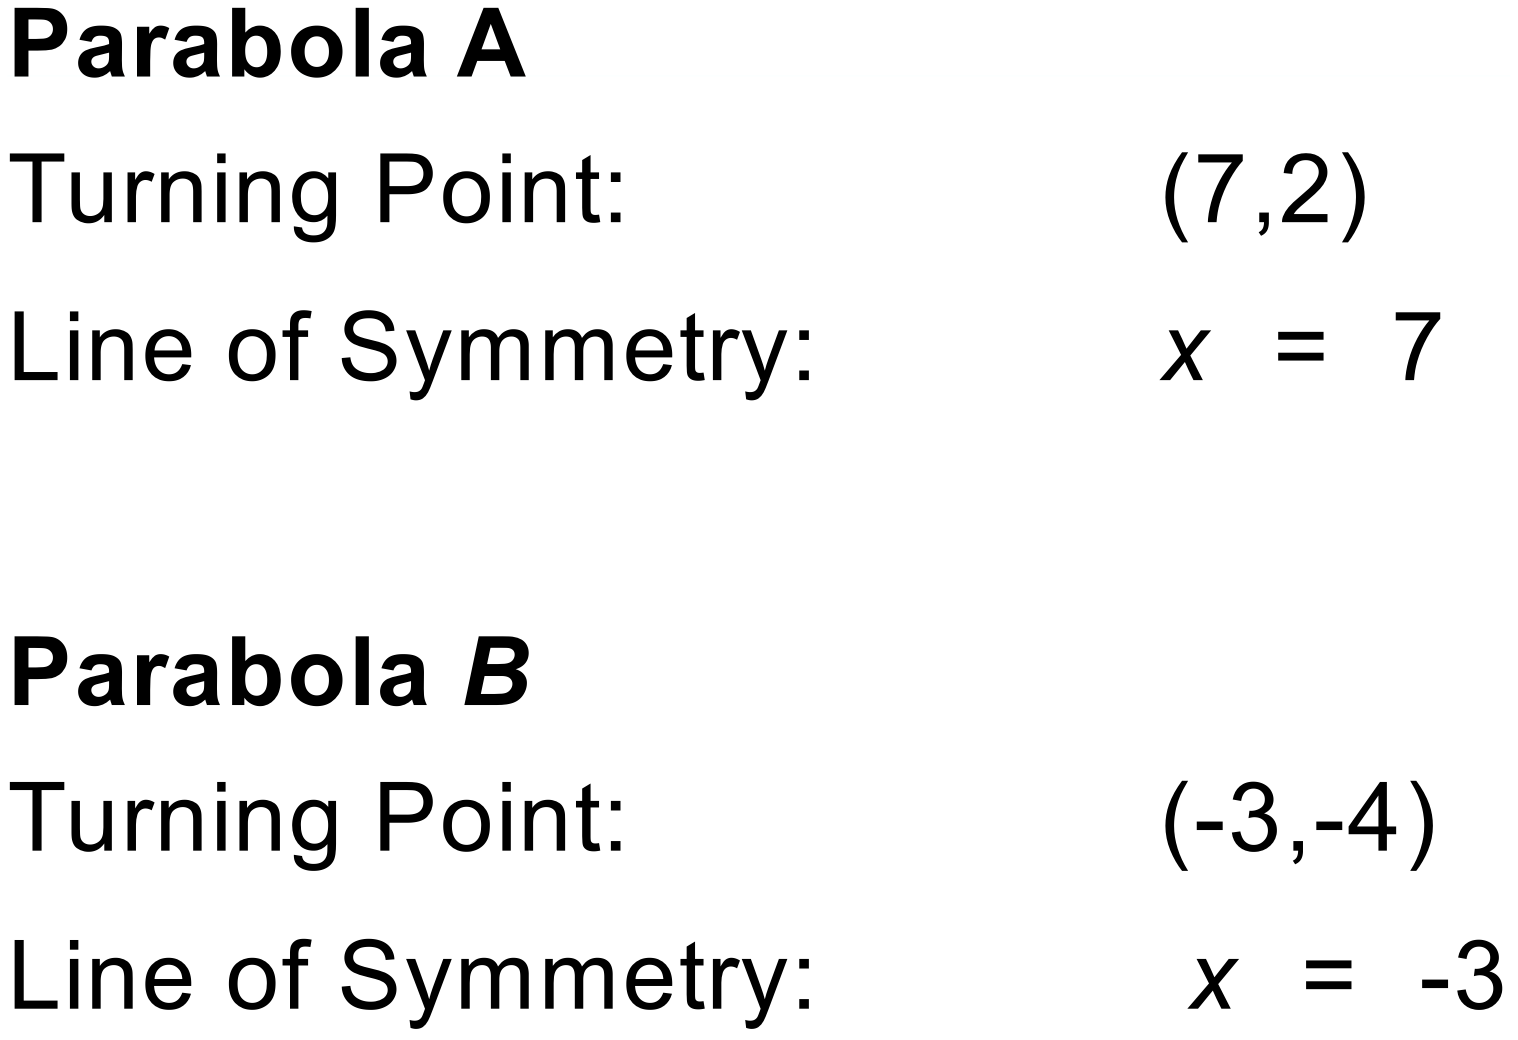 Parabola A
Turning Point: (7,2)
Line of Symmetry: x = 7
Parabola B
Turning Point: (-3,-4)
Line of Symmetry: x = -3